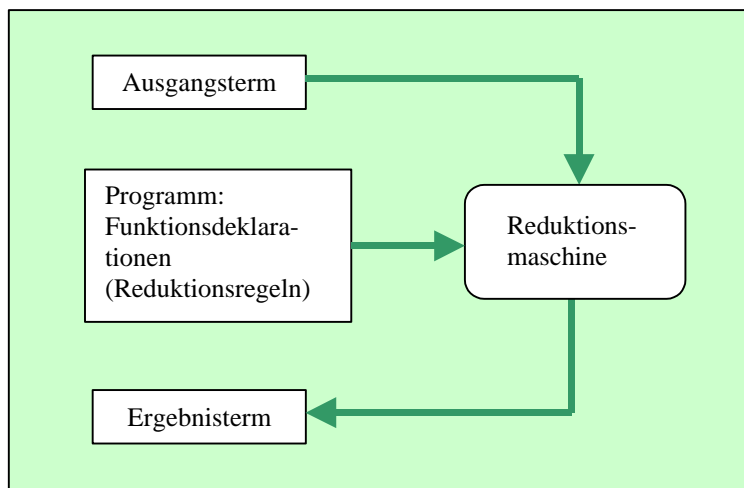 Ausgangsterm
Programm:
Funktionsdeklara-
tionen
(Reduktionsregeln)
Reduktions-
maschine
Ergebnisterm